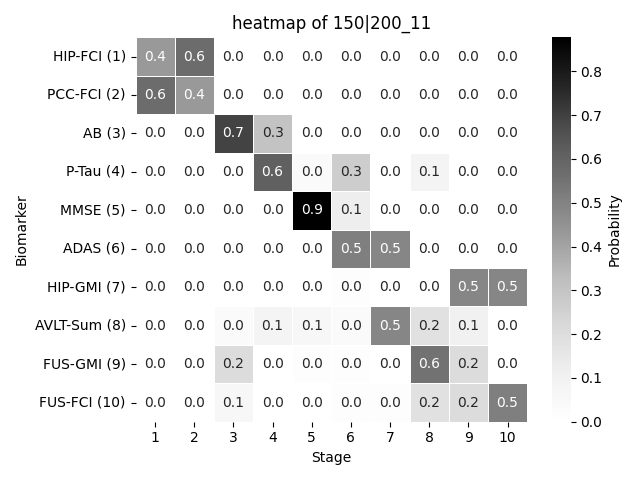 heatmap of 150|200_11
HIP-FCI (1) 0.4 0.6 0.0 0.0 0.0 0.0 0.0 0.0 0.0 0.0
PCC-FCI (2) 0.6 0.4 0.0 0.0 0.0 0.0 0.0 0.0 0.0 0.0
AB (3) 0.0 0.0 0.7 0.3 0.0 0.0 0.0 0.0 0.0 0.0
P-Tau (4) 0.0 0.0 0.0 0.6 0.0 0.3 0.0 0.1 0.0 0.0
MMSE (5) 0.0 0.0 0.0 0.0 0.9 0.1 0.0 0.0 0.0 0.0
ADAS (6) 0.0 0.0 0.0 0.0 0.0 0.5 0.5 0.0 0.0 0.0
HIP-GMI (7) 0.0 0.0 0.0 0.0 0.0 0.0 0.0 0.0 0.5 0.5
AVLT-Sum (8) 0.0 0.0 0.0 0.1 0.1 0.0 0.5 0.2 0.1 0.0
FUS-GMI (9) 0.0 0.0 0.2 0.0 0.0 0.0 0.0 0.6 0.2 0.0
FUS-FCI (10) 0.0 0.0 0.1 0.0 0.0 0.0 0.0 0.2 0.2 0.5
1 2 3 4 5 6 7 8 9 10
Stage
Biomarker
0.8
0.7
0.6
0.5
0.4
0.3
0.2
0.1
0.0
Probability